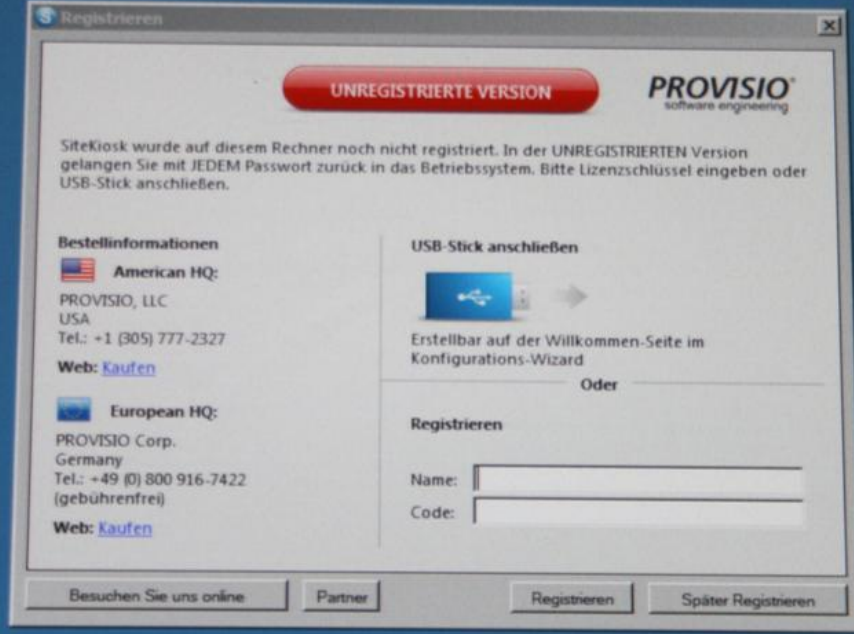 Registrieren
UNREGISTRIERTE VERSION
PROVISIO
software engineering
SiteKiosk wurde auf diesem Rechner noch nicht registriert. In der UNREGISTRIERTEN Version
gelangen Sie mit JEDEM Passwort zurück in das Betriebssystem. Bitte Lizenzschlüssel eingeben oder
USB-Stick anschließen.
Bestellinformationen
American HQ:
PROVISIO, LLC
USA
Tel.: +1 (305) 777-2327
Web: Kaufen
European HQ:
PROVISIO Corp.
Germany
Tel.: +49 (0) 800 916-7422
(gebührenfrei)
Web: Kaufen
USB-Stick anschließen
Erstellbar auf der Willkommen-Seite im
Konfigurations-Wizard
Oder
Registrieren
Name:
Code:
Besuchen Sie uns online
Partner
Registrieren
Später Registrieren